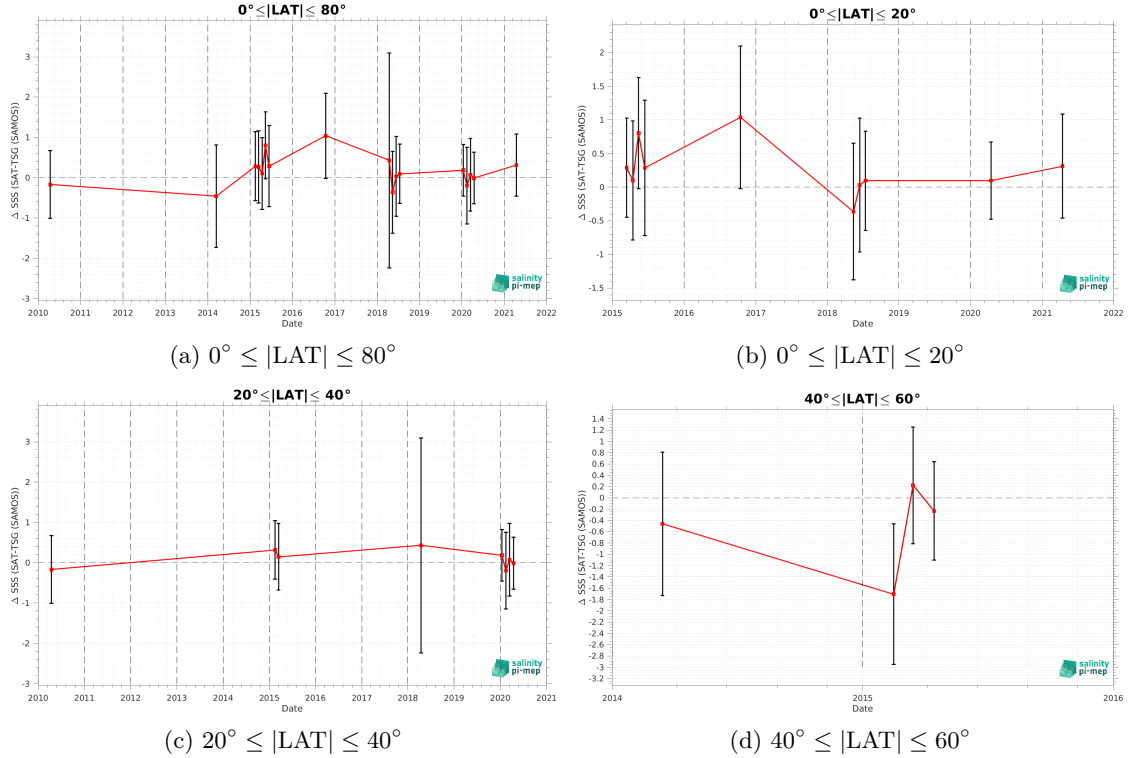 0°≤|LAT|≤ 80°
Δ SSS (SAT-TSG (SAMOS))
3
2
1
0
-1
-2
-3
2010 2011 2012 2013 2014 2015 2016 2017 2018 2019 2020 2021 2022
Date
salinity
pi-mep
(a) 0° ≤ |LAT| ≤ 80°
0°≤|LAT|≤ 20°
Δ SSS (SAT-TSG (SAMOS))
2
1.5
1
0.5
0
-0.5
-1
-1.5
2015 2016 2017 2018 2019 2020 2021 2022
Date
salinity
pi-mep
(b) 0° ≤ |LAT| ≤ 20°
20°≤|LAT|≤ 40°
Δ SSS (SAT-TSG (SAMOS))
3
2
1
0
-1
-2
-3
2010 2011 2012 2013 2014 2015 2016 2017 2018 2019 2020 2021
Date
salinity
pi-mep
(c) 20° ≤ |LAT| ≤ 40°
40°≤|LAT|≤ 60°
Δ SSS (SAT-TSG (SAMOS))
1.4
1.2
1
0.8
0.6
0.4
0.2
0
-0.2
-0.4
-0.6
-0.8
-1
-1.2
-1.4
-1.6
-1.8
-2
-2.2
-2.4
-2.6
-2.8
-3
-3.2
2014 2015 2016
Date
salinity
pi-mep
(d) 40° ≤ |LAT| ≤ 60°